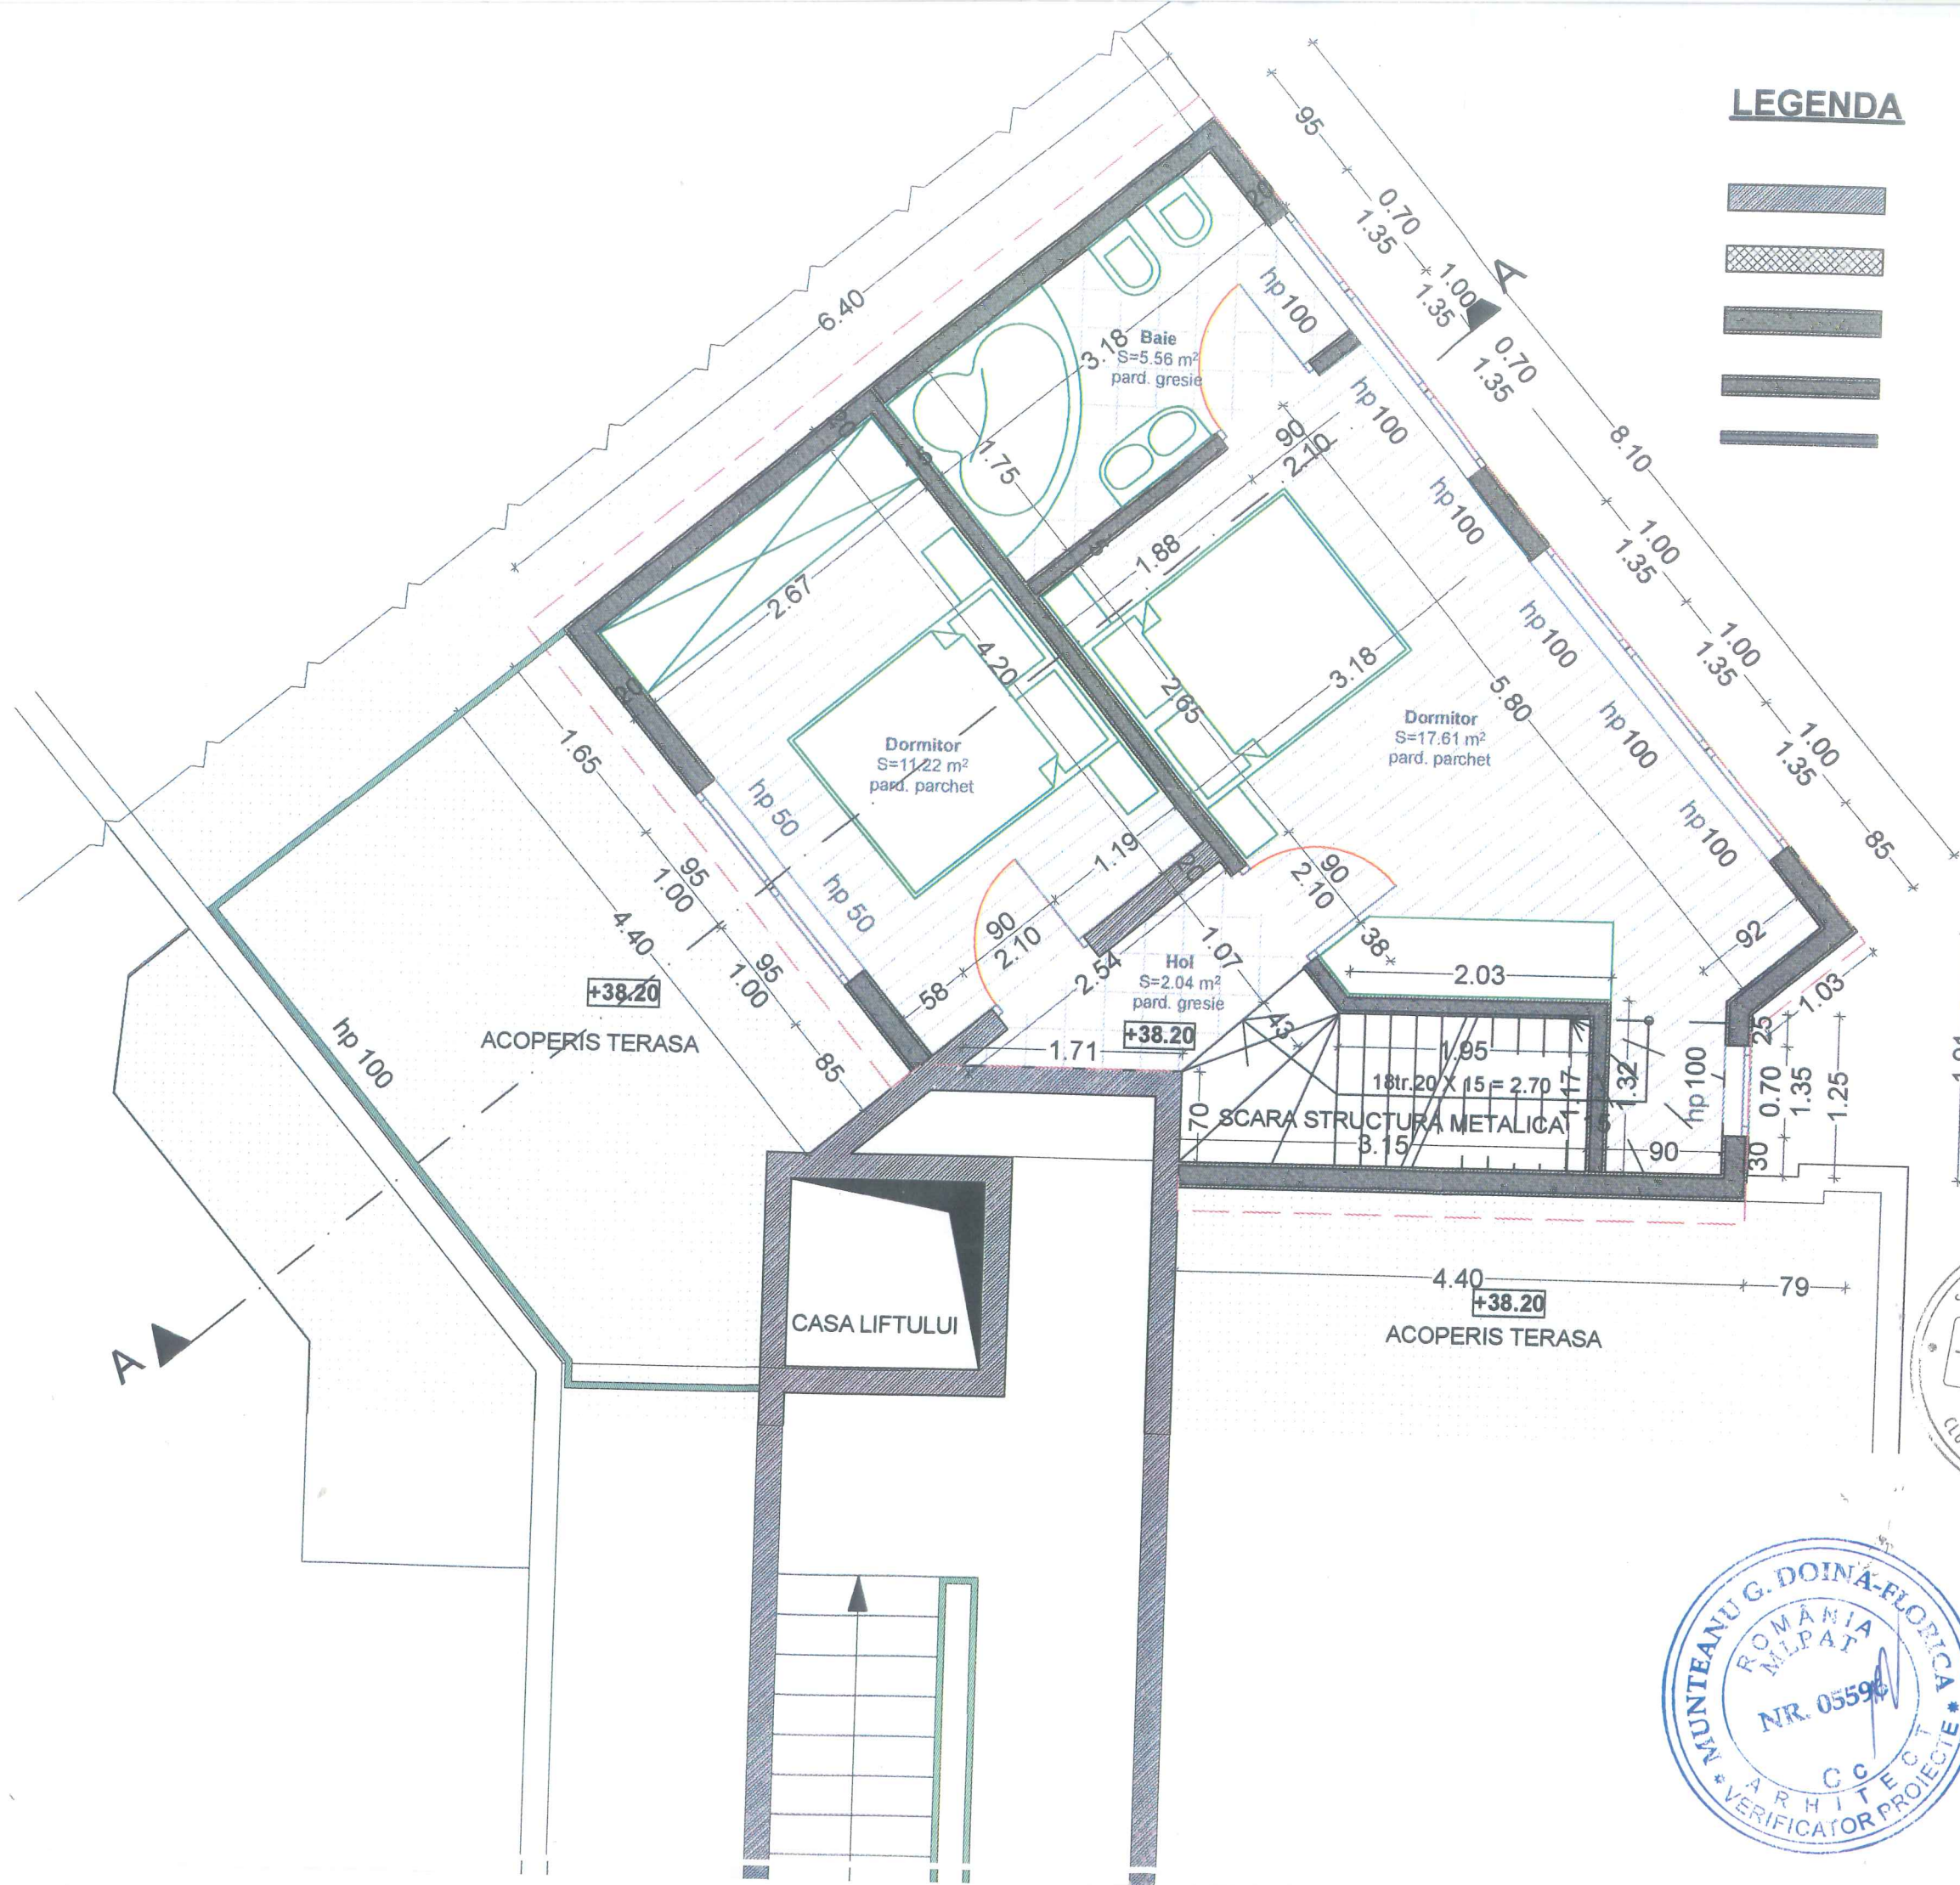 LEGENDA
95
0.70
1.35
1.00
1.35
A
0.70
1.35
8.10
1.00
1.35
1.00
1.35
1.00
1.35
85
6.40
20
hp 100
hp 100
hp 100
hp 100
hp 100
hp 100
3.18
Baie
S=5.56 m²
pard. gresie
1.75
90
2.10
1.88
2.67
4.20
2.65
3.18
5.80
Dormitor
S=17.61 m²
pard. parchet
Dormitor
S=11.22 m²
pard. parchet
20
1.65
hp 50
hp 50
95
1.00
95
1.00
85
4.40
1.19
20
90
2.10
90
2.10
58
2.54
1.07
38
Hol
S=2.04 m²
pard. gresie
+38.20
1.71
43
2.03
92
1.03
25
+38.20
ACOPERIS TERASA
hp 100
1.95
18tr.20 X 15 = 2.70
1.17
1.32
hp 100
0.70
1.35
1.25
70
SCARA STRUCTURA METALICA
15
3.15
90
30
4.40
79
+38.20
ACOPERIS TERASA
CASA LIFTULUI
A
MUNTEANU G. DOINA-FLORICA
ROMÂNIA
MLPAT
NR. 0559
C c
ARHITECT
VERIFICATOR PROIECTE